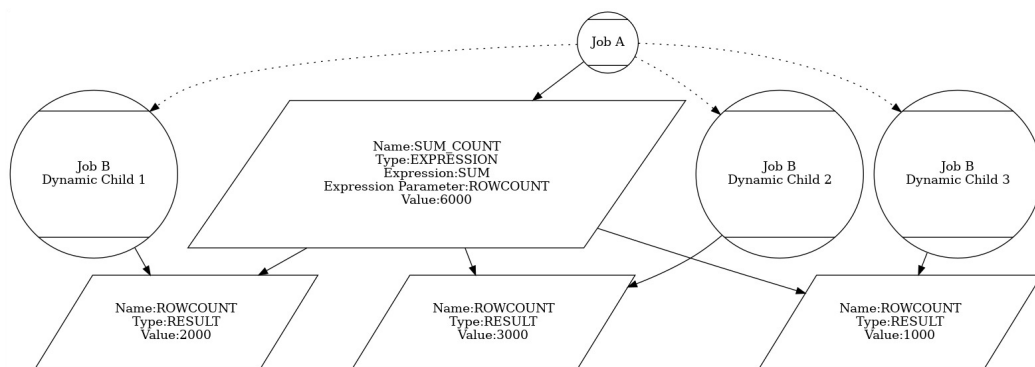 Job A
Job B
Dynamic Child 1
Name:SUM_COUNT
Type:EXPRESSION
Expression:SUM
Expression Parameter:ROWCOUNT
Value:6000
Job B
Dynamic Child 2
Job B
Dynamic Child 3
Name:ROWCOUNT
Type:RESULT
Value:2000
Name:ROWCOUNT
Type:RESULT
Value:3000
Name:ROWCOUNT
Type:RESULT
Value:1000